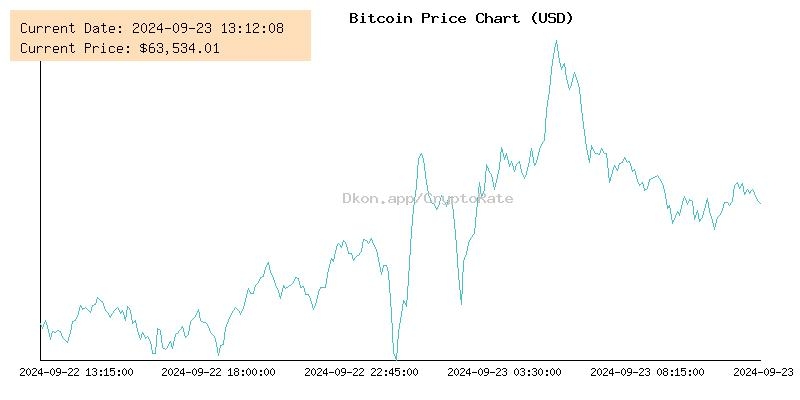 Bitcoin Price Chart (USD)
Current Date: 2024-09-23 13:12:08
Current Price: $63,534.01
Dkon.app/CryptoRate
2024-09-22 13:15:00
2024-09-22 18:00:00
2024-09-22 22:45:00
2024-09-23 03:30:00
2024-09-23 08:15:00
2024-09-23